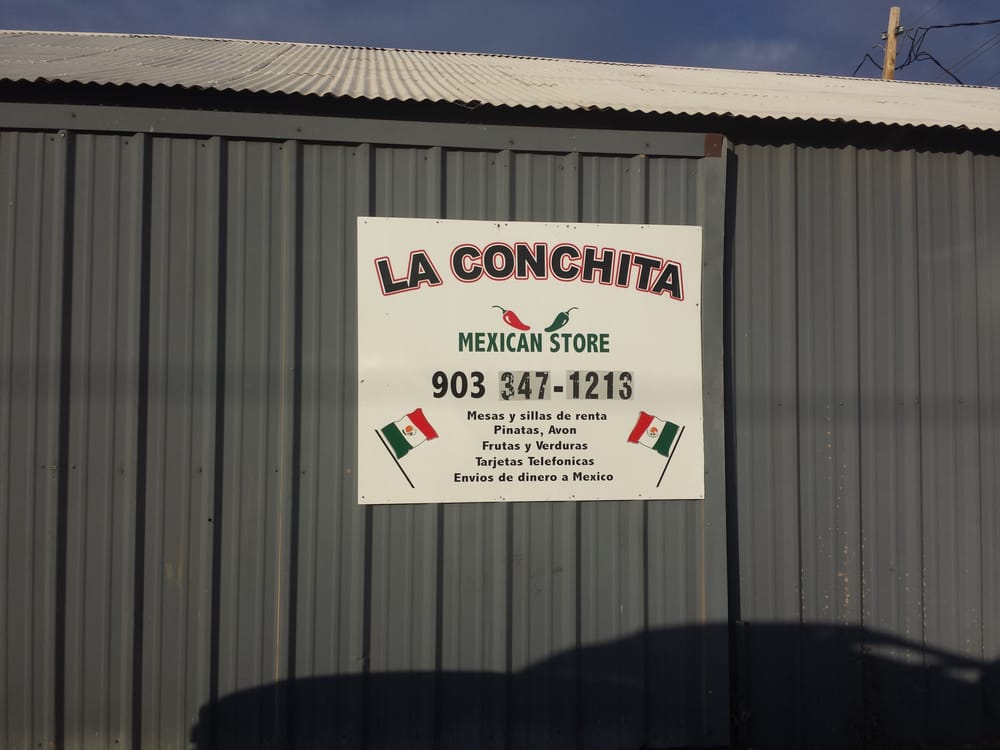 LA CONCHITA
MEXICAN STORE
903 347-1213
Mesas y sillas de renta
Pinatas, Avon
Frutas y Verduras
Tarjetas Telefonicas
Envios de dinero a Mexico